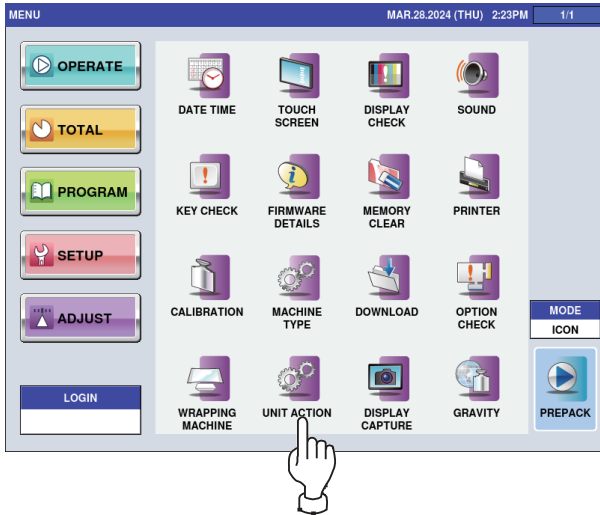 MENU
MAR.28.2024 (THU) 2:23PM
1/1
OPERATE
TOTAL
PROGRAM
SETUP
ADJUST
LOGIN
DATE TIME
TOUCH
SCREEN
DISPLAY
CHECK
SOUND
KEY CHECK
FIRMWARE
DETAILS
MEMORY
CLEAR
PRINTER
CALIBRATION
MACHINE
TYPE
DOWNLOAD
OPTION
CHECK
WRAPPING
MACHINE
UNIT ACTION
DISPLAY
CAPTURE
GRAVITY
MODE
ICON
PREPACK